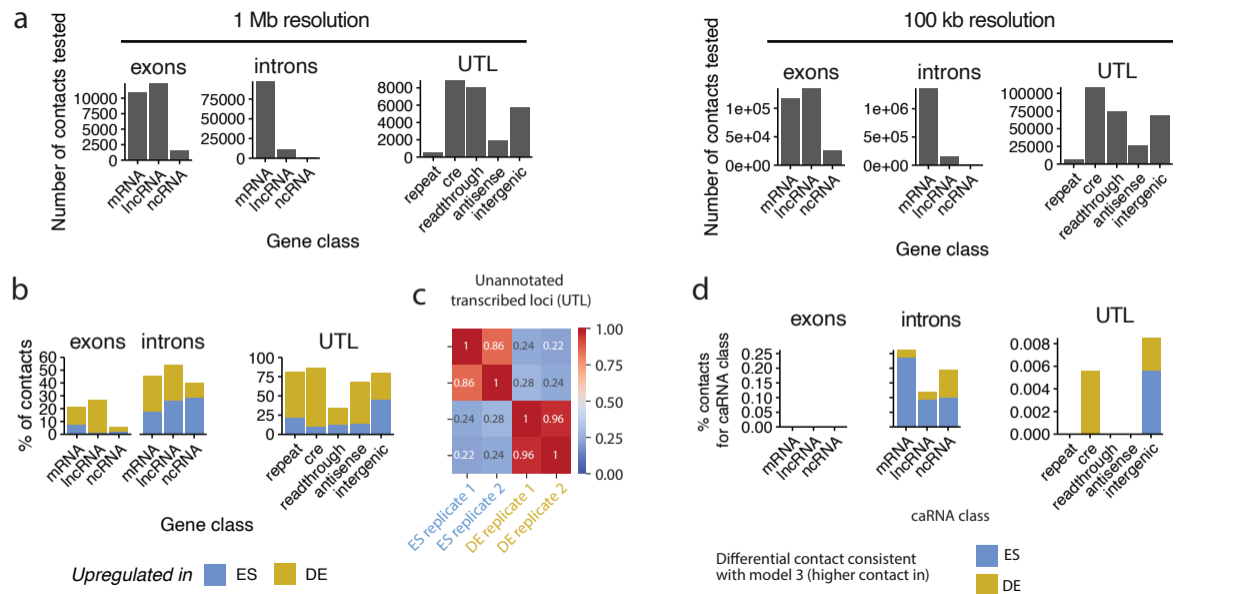 a
1 Mb resolution
Number of contacts tested
exons
10000
7500
5000
2500
0
mRNA
lncRNA
ncRNA
introns
75000
50000
25000
0
mRNA
lncRNA
ncRNA
UTL
8000
6000
4000
2000
0
repeat
cre
readthrough
antisense
intergenic
Gene class
100 kb resolution
Number of contacts tested
exons
1e+05
5e+04
0e+00
mRNA
lncRNA
ncRNA
introns
1e+06
5e+05
0e+00
mRNA
lncRNA
ncRNA
UTL
100000
75000
50000
25000
0
repeat
cre
readthrough
antisense
intergenic
Gene class
b
% of contacts
exons
60
50
40
30
20
10
0
mRNA
lncRNA
ncRNA
introns
mRNA
lncRNA
ncRNA
UTL
100
75
50
25
0
repeat
cre
readthrough
antisense
intergenic
Gene class
Upregulated in ES DE
c
Unannotated
transcribed loci (UTL)
1 0.86 0.24 0.22
0.86 1 0.28 0.24
0.24 0.28 1 0.96
0.22 0.24 0.96 1
ES replicate 1
ES replicate 2
DE replicate 1
DE replicate 2
1.00
0.75
0.50
0.25
0.00
d
% contacts
for caRNA class
exons
0.25
0.20
0.15
0.10
0.05
0.00
mRNA
lncRNA
ncRNA
introns
mRNA
lncRNA
ncRNA
UTL
0.008
0.006
0.004
0.002
0.000
repeat
cre
readthrough
antisense
intergenic
caRNA class
Differential contact consistent
with model 3 (higher contact in)
ES
DE